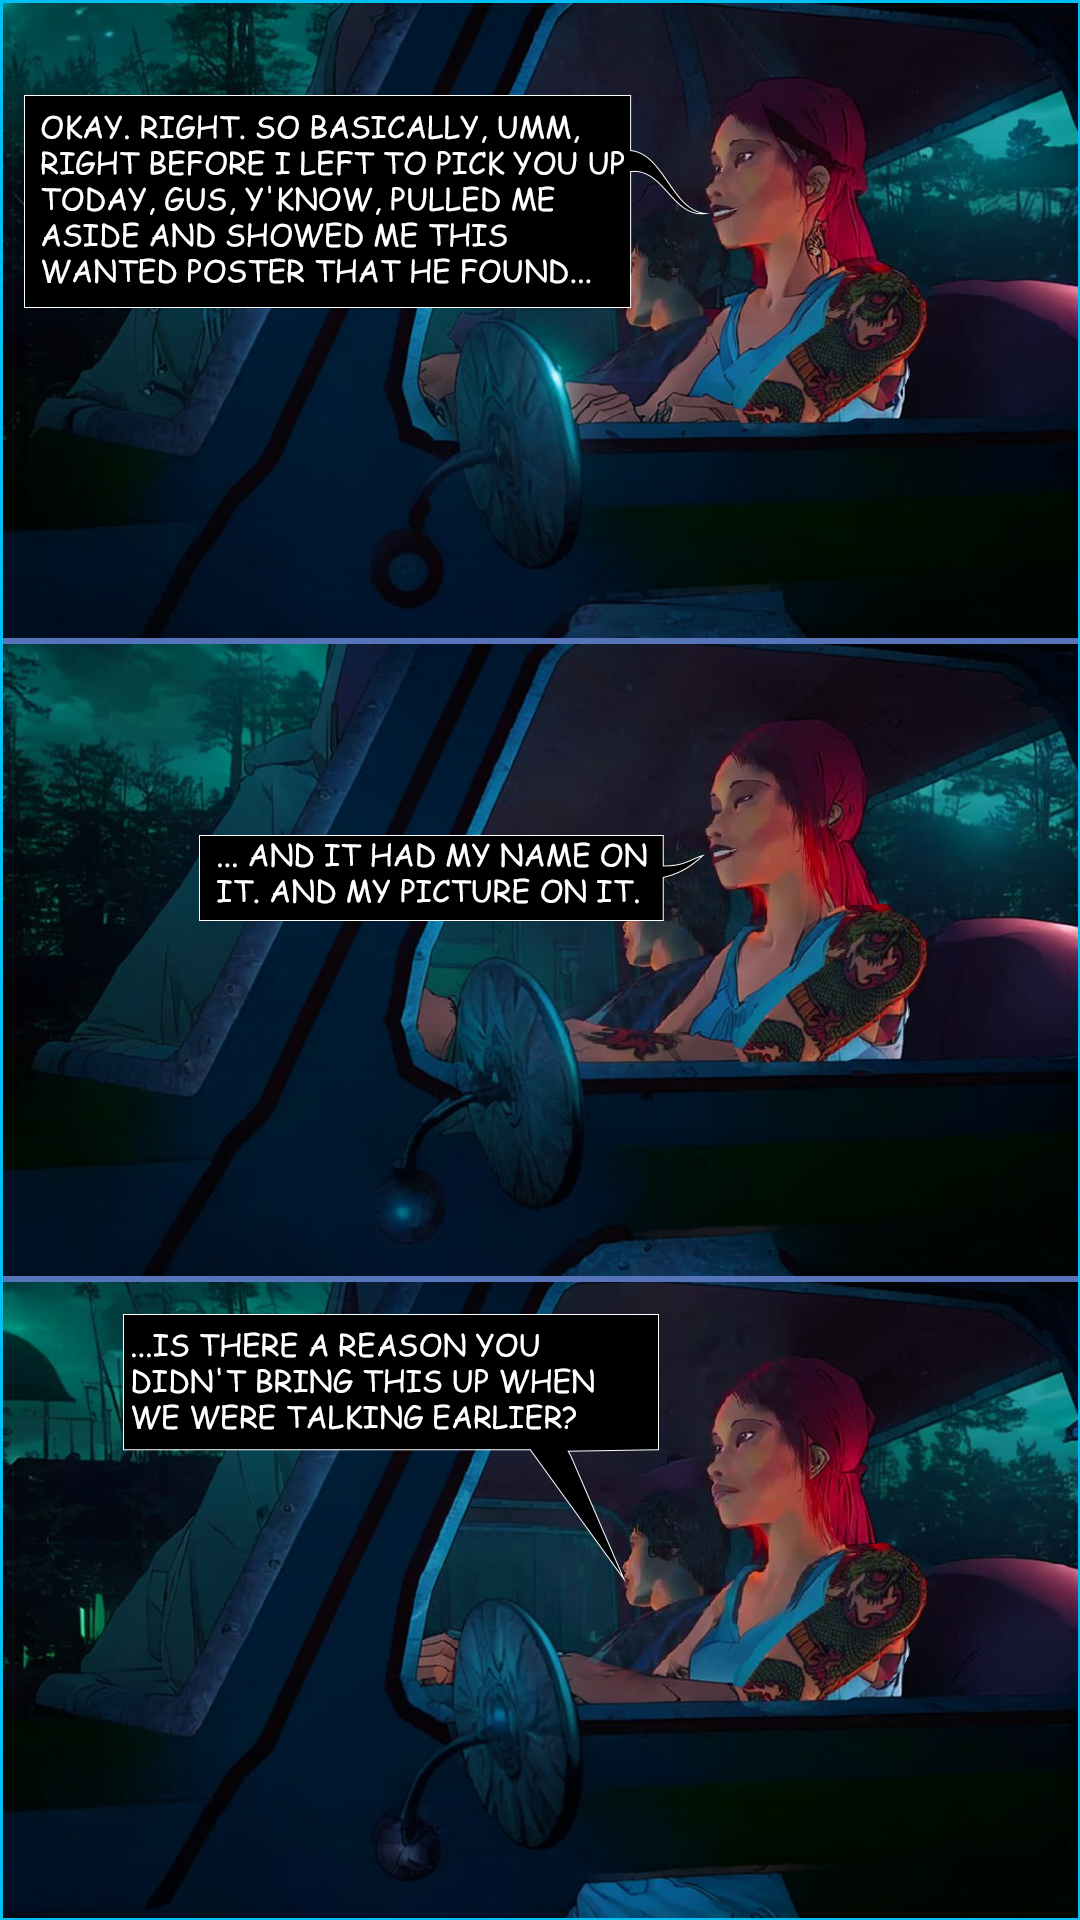 OKAY. RIGHT. SO BASICALLY, UMM,
RIGHT BEFORE I LEFT TO PICK YOU UP
TODAY, GUS, Y'KNOW, PULLED ME
ASIDE AND SHOWED ME THIS
WANTED POSTER THAT HE FOUND...
... AND IT HAD MY NAME ON
IT. AND MY PICTURE ON IT.
...IS THERE A REASON YOU
DIDN'T BRING THIS UP WHEN
WE WERE TALKING EARLIER?